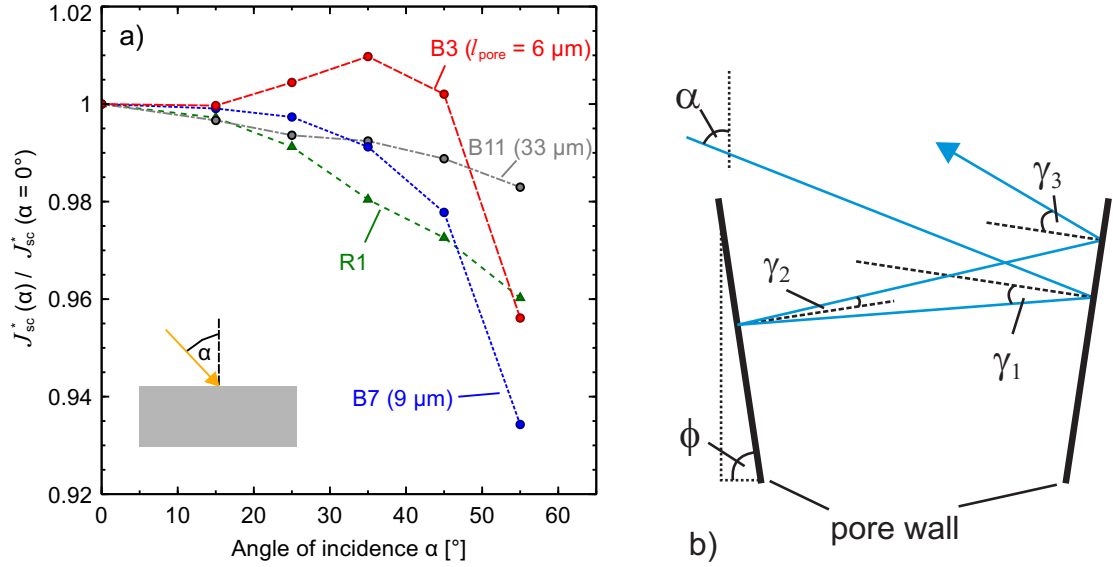 a)
B3 (lpore = 6 µm)
B11 (33 µm)
R1
B7 (9 µm)
α
1.02
1
0.98
0.96
0.94
0.92
0 10 20 30 40 50 60
Angle of incidence α [°]
J*sc(α) / J*sc (α = 0°)
α
γ3
γ2
γ1
ϕ
pore wall
b)